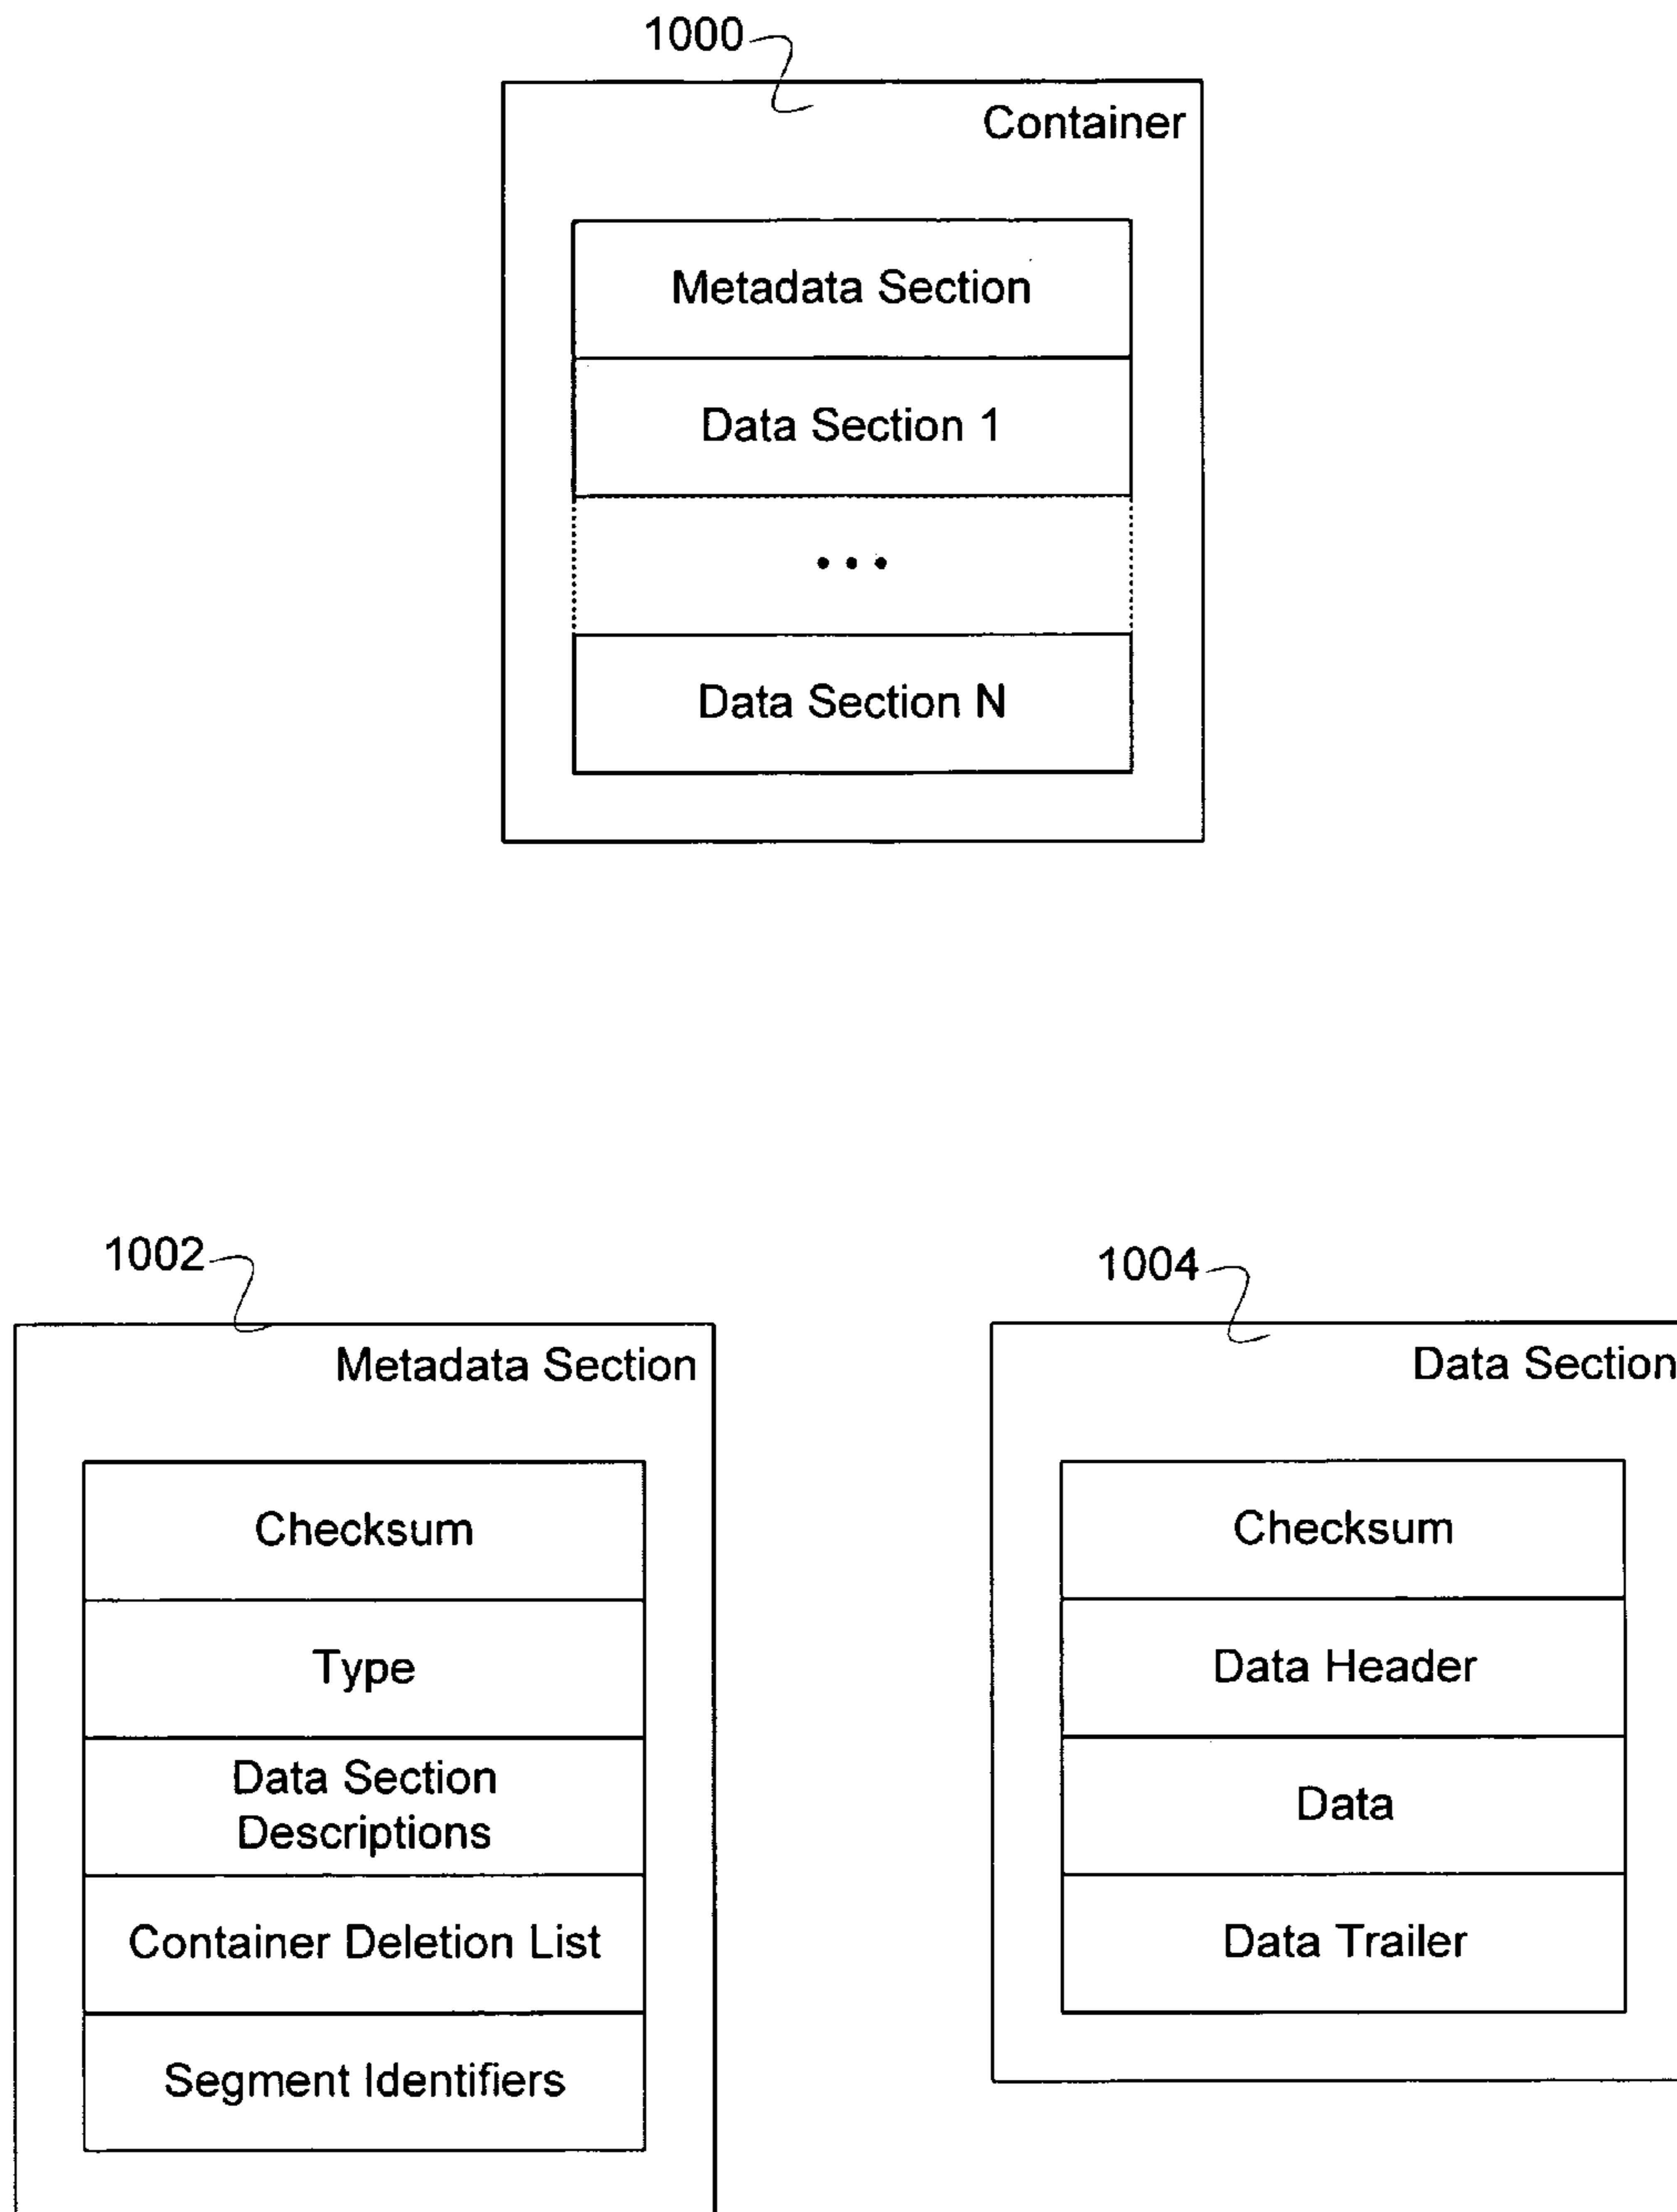 1000
Container
Metadata Section
Data Section 1
...
Data Section N
1002
Metadata Section
Checksum
Type
Data Section
Descriptions
Container Deletion List
Segment Identifiers
1004
Data Section
Checksum
Data Header
Data
Data Trailer